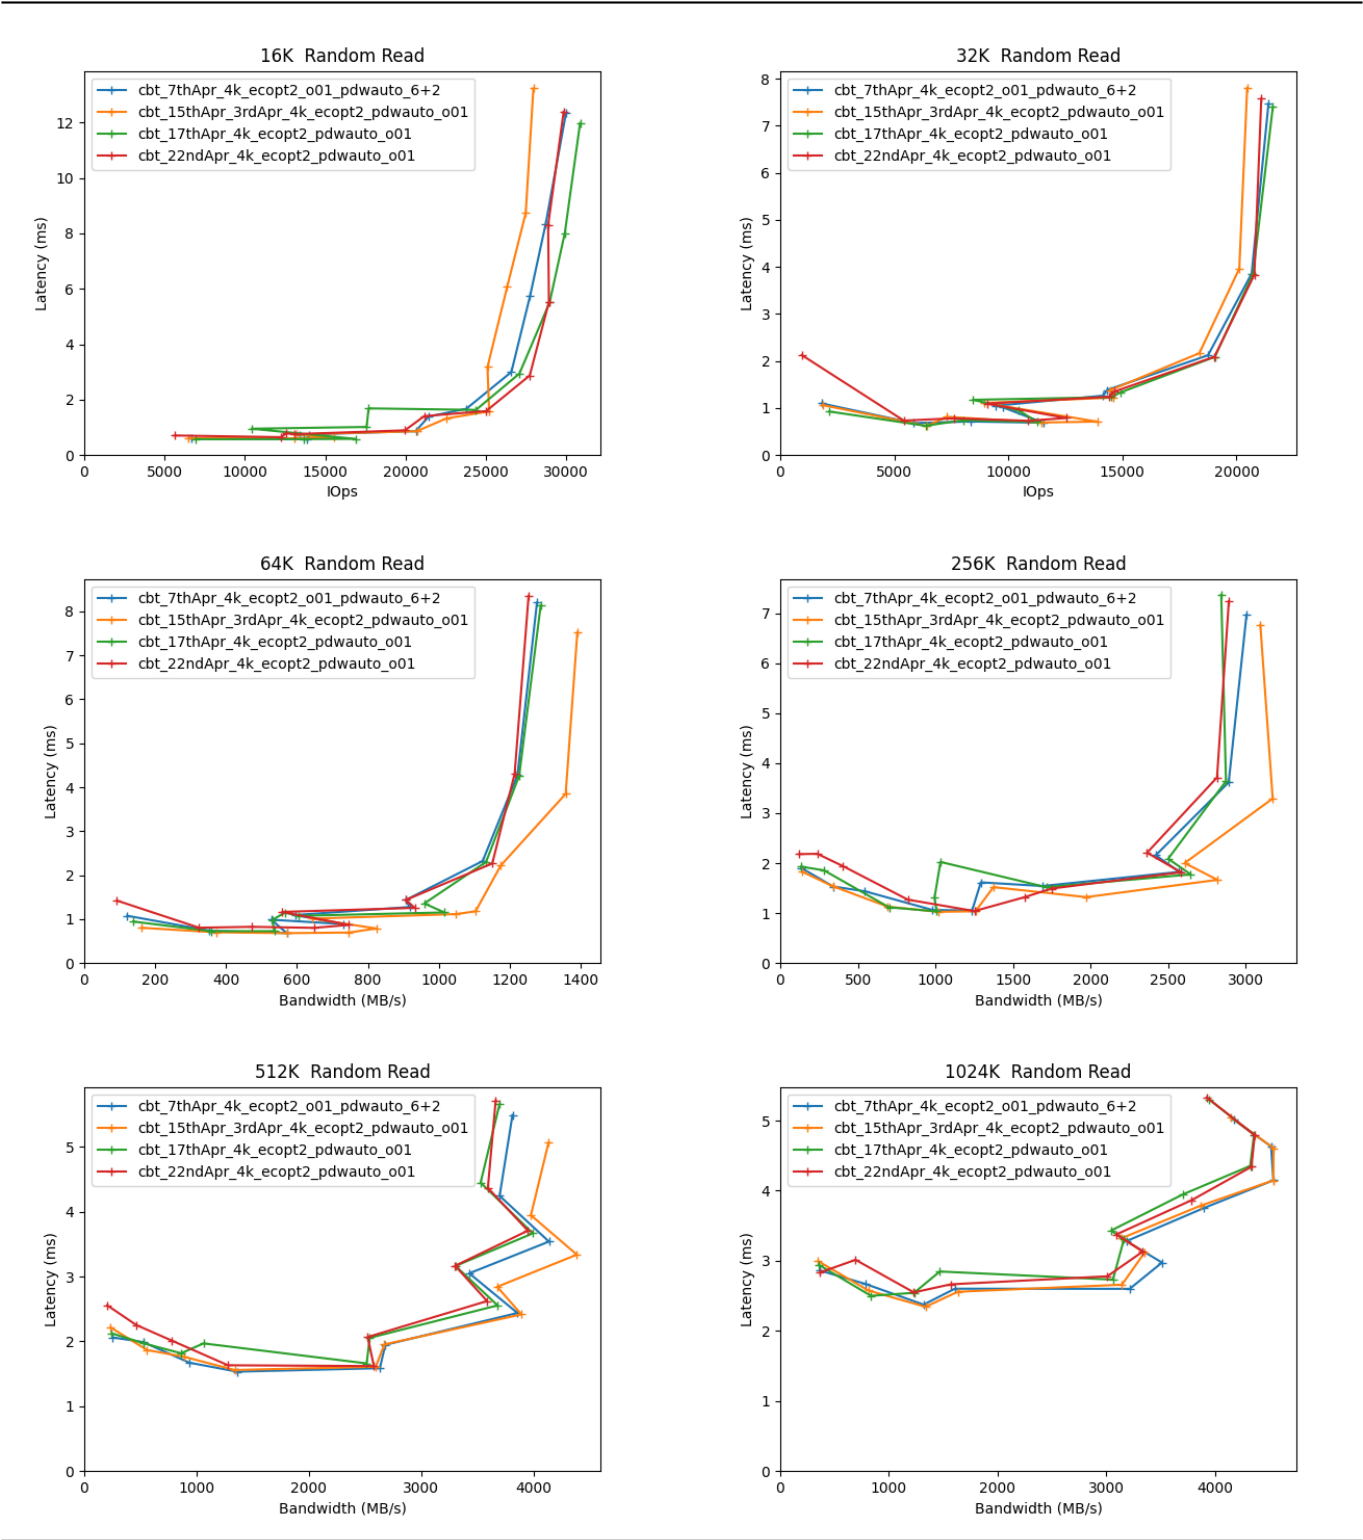 16K  Random Read
cbt_7thApr_4k_ecopt2_o01_pdwauto_6+2
cbt_15thApr_3rdApr_4k_ecopt2_pdwauto_o01
cbt_17thApr_4k_ecopt2_pdwauto_o01
cbt_22ndApr_4k_ecopt2_pdwauto_o01
12
10
8
6
4
2
0
Latency (ms)
0 5000 10000 15000 20000 25000 30000
IOps
32K  Random Read
cbt_7thApr_4k_ecopt2_o01_pdwauto_6+2
cbt_15thApr_3rdApr_4k_ecopt2_pdwauto_o01
cbt_17thApr_4k_ecopt2_pdwauto_o01
cbt_22ndApr_4k_ecopt2_pdwauto_o01
8
7
6
5
4
3
2
1
0
Latency (ms)
0 5000 10000 15000 20000
IOps
64K  Random Read
cbt_7thApr_4k_ecopt2_o01_pdwauto_6+2
cbt_15thApr_3rdApr_4k_ecopt2_pdwauto_o01
cbt_17thApr_4k_ecopt2_pdwauto_o01
cbt_22ndApr_4k_ecopt2_pdwauto_o01
8
7
6
5
4
3
2
1
0
Latency (ms)
0 200 400 600 800 1000 1200 1400
Bandwidth (MB/s)
256K  Random Read
cbt_7thApr_4k_ecopt2_o01_pdwauto_6+2
cbt_15thApr_3rdApr_4k_ecopt2_pdwauto_o01
cbt_17thApr_4k_ecopt2_pdwauto_o01
cbt_22ndApr_4k_ecopt2_pdwauto_o01
7
6
5
4
3
2
1
0
Latency (ms)
0 500 1000 1500 2000 2500 3000
Bandwidth (MB/s)
512K  Random Read
cbt_7thApr_4k_ecopt2_o01_pdwauto_6+2
cbt_15thApr_3rdApr_4k_ecopt2_pdwauto_o01
cbt_17thApr_4k_ecopt2_pdwauto_o01
cbt_22ndApr_4k_ecopt2_pdwauto_o01
5
4
3
2
1
0
Latency (ms)
0 1000 2000 3000 4000
Bandwidth (MB/s)
1024K  Random Read
cbt_7thApr_4k_ecopt2_o01_pdwauto_6+2
cbt_15thApr_3rdApr_4k_ecopt2_pdwauto_o01
cbt_17thApr_4k_ecopt2_pdwauto_o01
cbt_22ndApr_4k_ecopt2_pdwauto_o01
5
4
3
2
1
0
Latency (ms)
0 1000 2000 3000 4000
Bandwidth (MB/s)